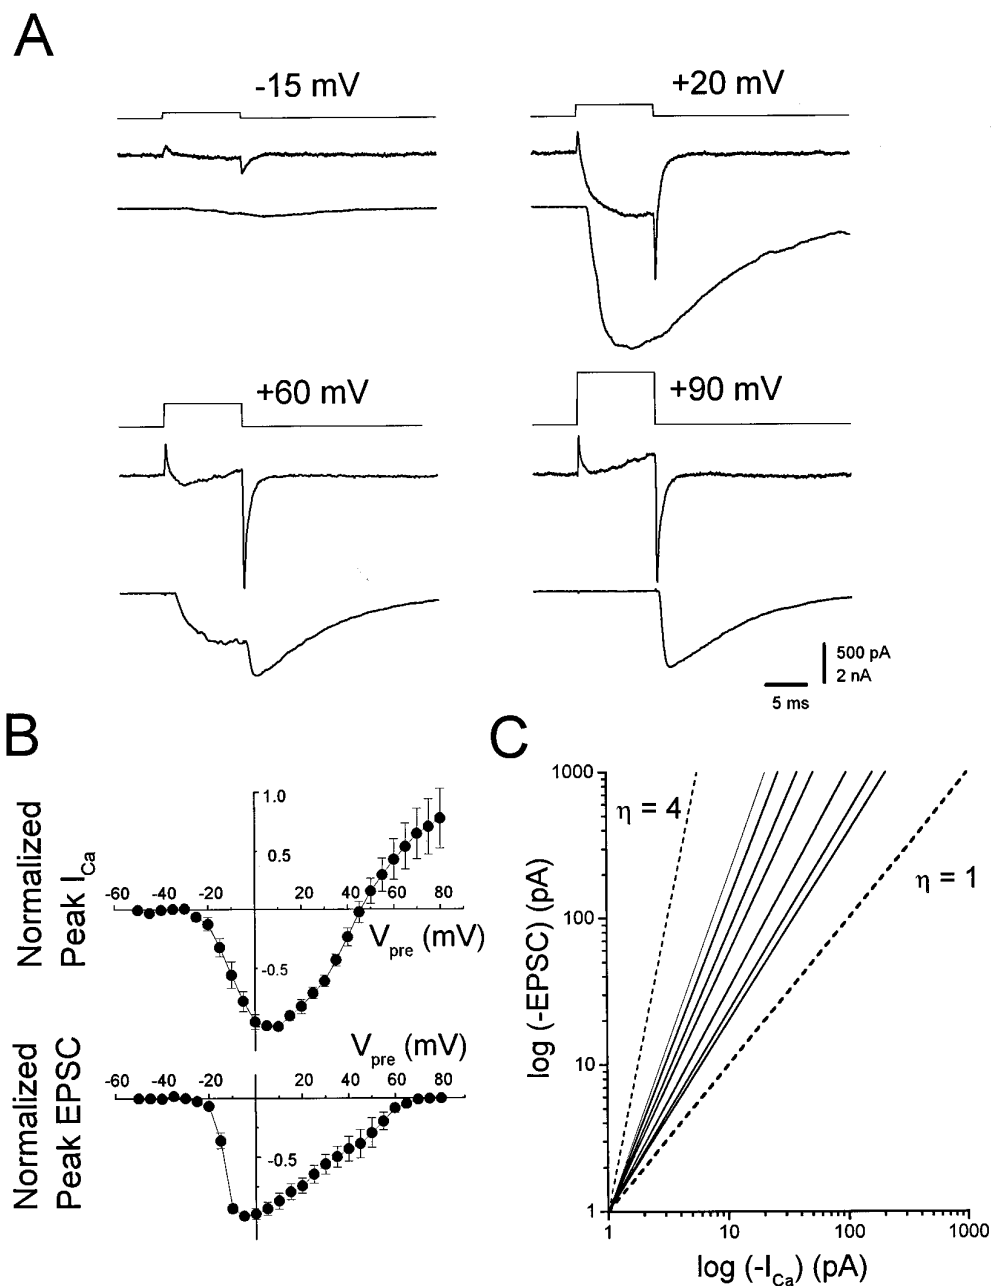 A
-15 mV
+20 mV
+60 mV
+90 mV
500 pA
2 nA
5 ms
B
C
Normalized
Peak I_Ca
1.0
0.5
-60 -40 -20 20 40 60 80
V_pre (mV)
-0.5
Normalized
Peak EPSC
V_pre (mV)
-60 -40 -20 0 20 40 60 80
-0.5
log (-EPSC) (pA)
1000
100
10
1
η = 4
η = 1
1 10 100 1000
log (-I_Ca) (pA)